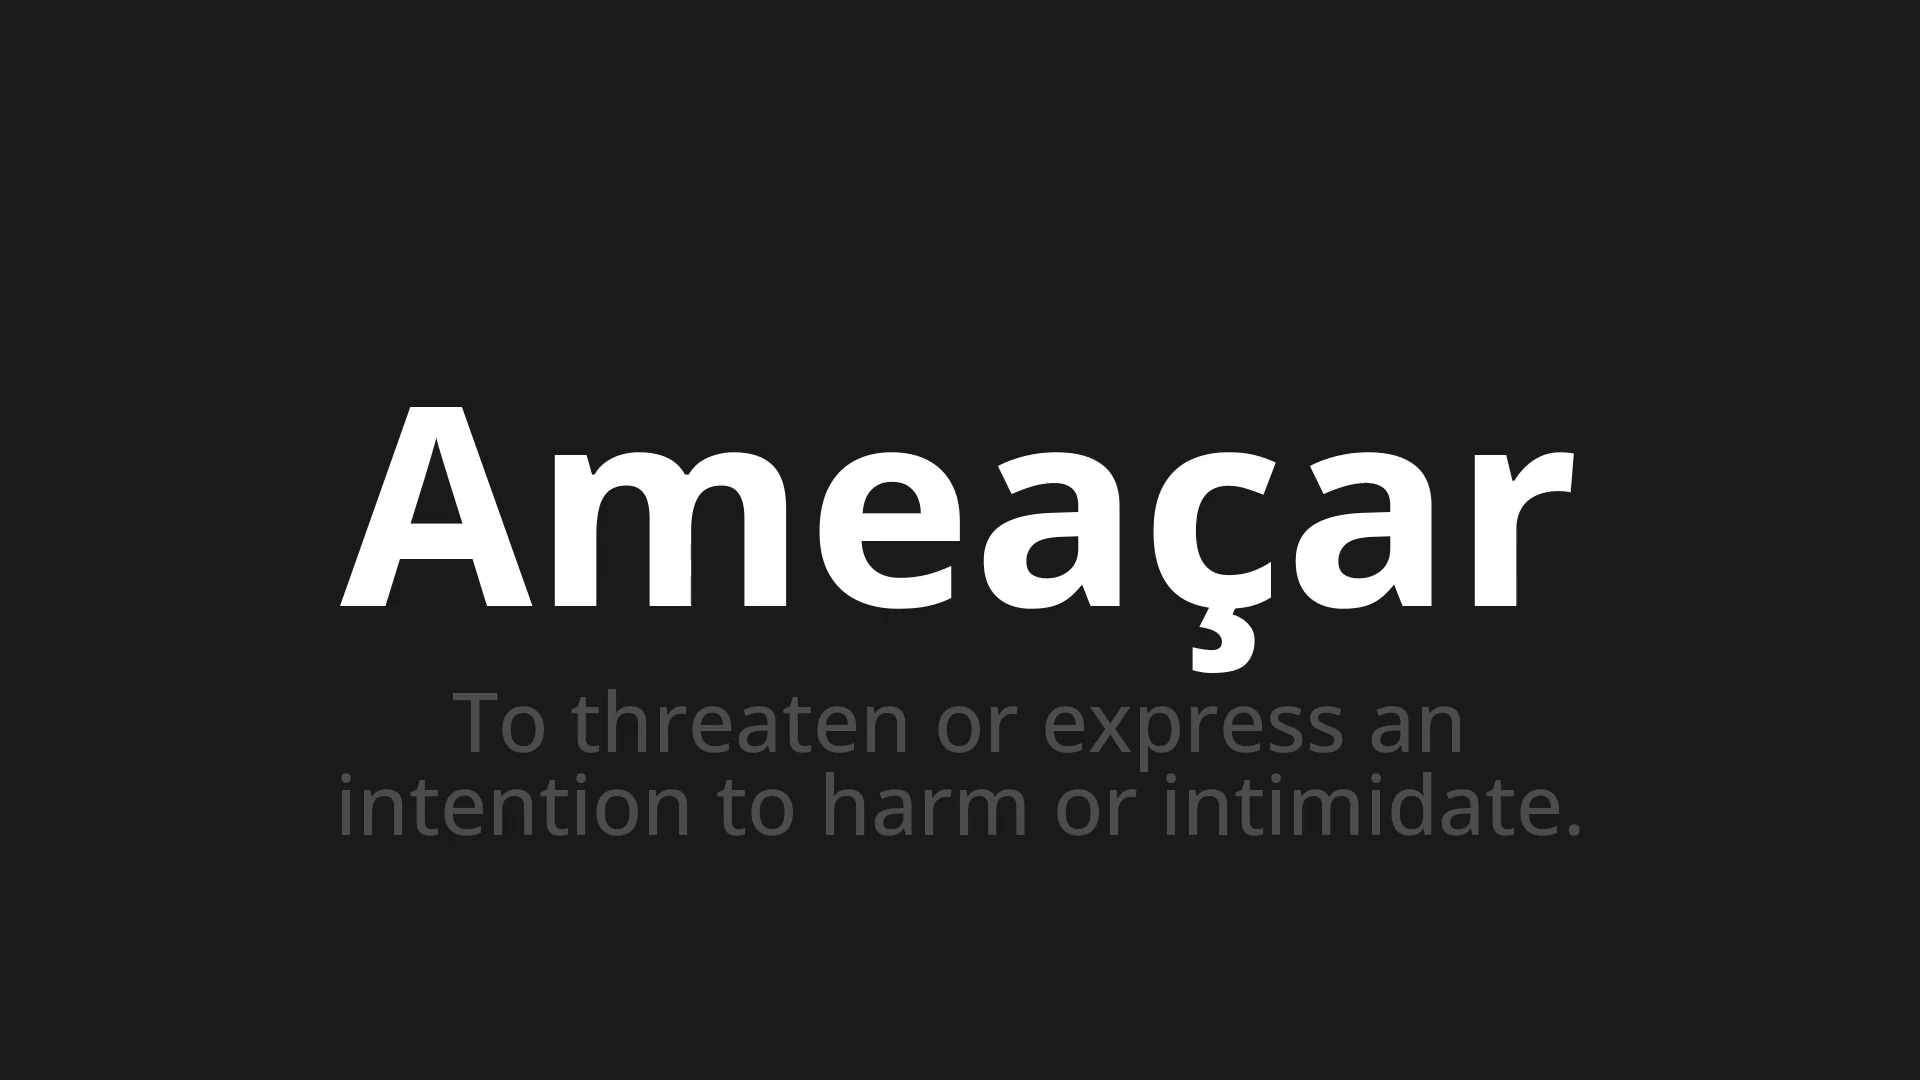 Ameaçar
To threaten or express an
intention to harm or intimidate.